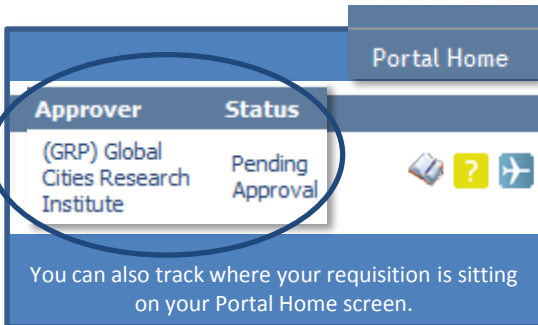 Portal Home
Approver Status
(GRP) Global
Cities Research
Institute
Pending
Approval
?
You can also track where your requisition is sitting
on your Portal Home screen.